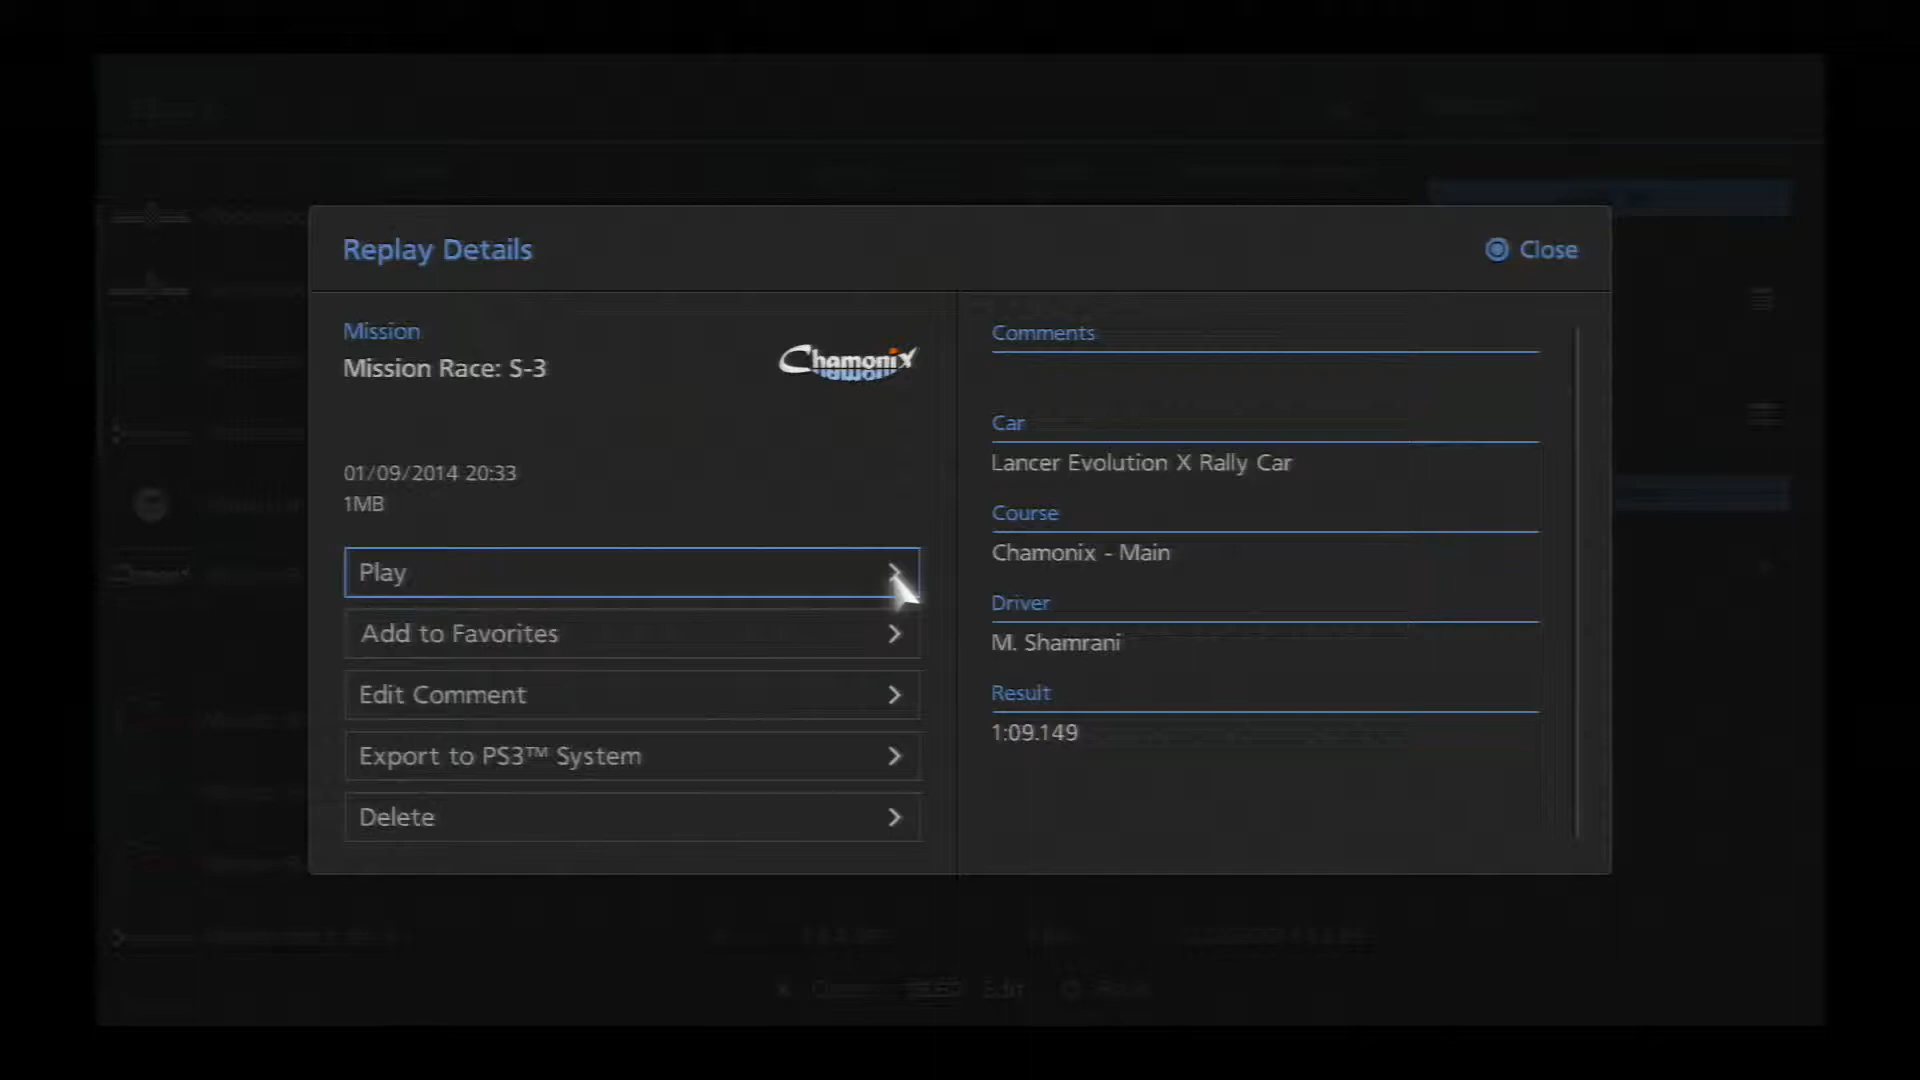 Replay Details
Close
Mission
Mission Race: S-3
Chamonix
01/09/2014 20:33
1MB
Play
Add to Favorites
Edit Comment
Export to PS3™ System
Delete
Comments
Car
Lancer Evolution X Rally Car
Course
Chamonix - Main
Driver
M. Shamrani
Result
1:09.149
Edit